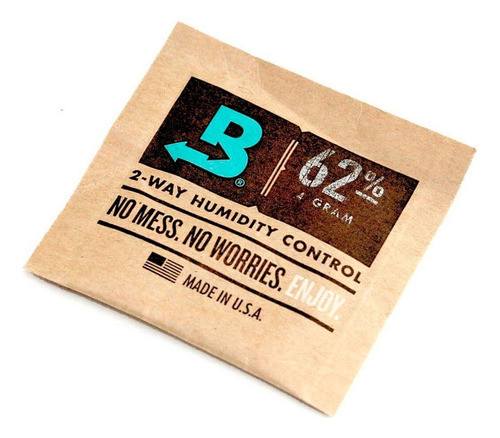 B®
62%
4 GRAM
2-WAY HUMIDITY CONTROL
NO MESS. NO WORRIES. ENJOY.
MADE IN U.S.A.